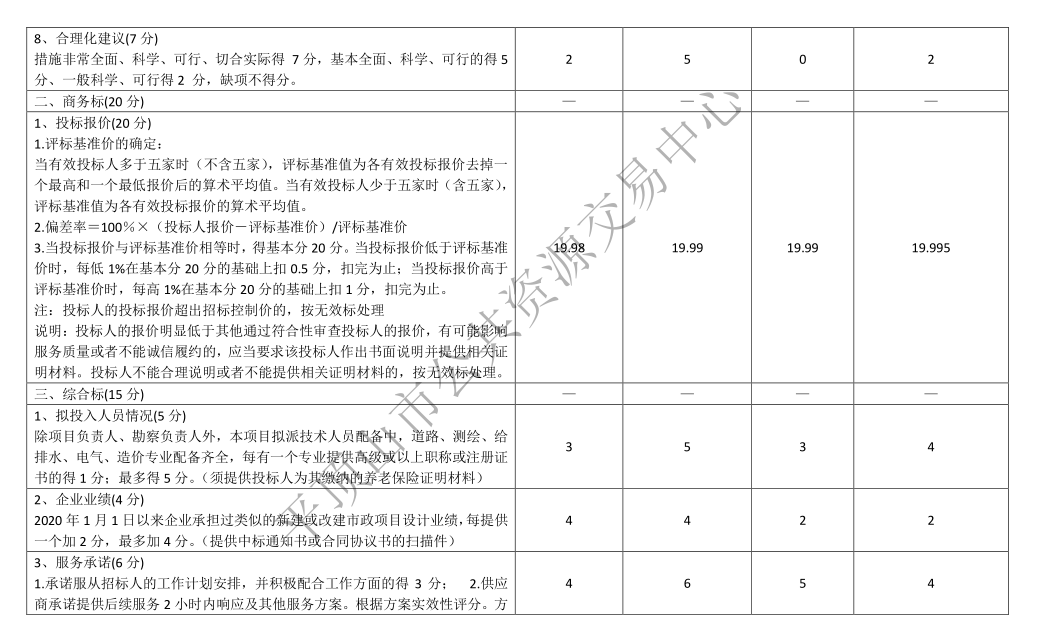 8、合理化建议(7 分)
措施非常全面、科学、可行、切合实际得 7 分，基本全面、科学、可行的得 5
分、一般科学、可行得 2 分，缺项不得分。
2 5 0 2
二、商务标(20 分)
— — — —
1、投标报价(20 分)
1.评标基准价的确定：
当有效投标人多于五家时（不含五家），评标基准值为各有效投标报价去掉一
个最高和一个最低报价后的算术平均值。当有效投标人少于五家时（含五家），
评标基准值为各有效投标报价的算术平均值。
2.偏差率＝100％×（投标人报价－评标基准价）/评标基准价
3.当投标报价与评标基准价相等时，得基本分 20 分。当投标报价低于评标基准
价时，每低 1%在基本分 20 分的基础上扣 0.5 分，扣完为止；当投标报价高于
评标基准价时，每高 1%在基本分 20 分的基础上扣 1 分，扣完为止。
注：投标人的投标报价超出招标控制价的，按无效标处理
说明：投标人的报价明显低于其他通过符合性审查投标人的报价，有可能影响
服务质量或者不能诚信履约的，应当要求该投标人作出书面说明并提供相关证
明材料。投标人不能合理说明或者不能提供相关证明材料的，按无效标处理。
19.98 19.99 19.99 19.995
三、综合标(15 分)
— — — —
1、拟投入人员情况(5 分)
除项目负责人、勘察负责人外，本项目拟派技术人员配备中，道路、测绘、给
排水、电气、造价专业配备齐全，每有一个专业提供高级或以上职称或注册证
书的得 1 分；最多得 5 分。（须提供投标人为其缴纳的养老保险证明材料）
3 5 3 4
2、企业业绩(4 分)
2020 年 1 月 1 日以来企业承担过类似的新建或改建市政项目设计业绩，每提供
一个加 2 分，最多加 4 分。（提供中标通知书或合同协议书的扫描件）
4 4 2 2
3、服务承诺(6 分)
1.承诺服从招标人的工作计划安排，并积极配合工作方面的得 3 分； 2.供应
商承诺提供后续服务 2 小时内响应及其他服务方案。根据方案实效性评分。方
4 6 5 4
平顶山市公共资源交易中心